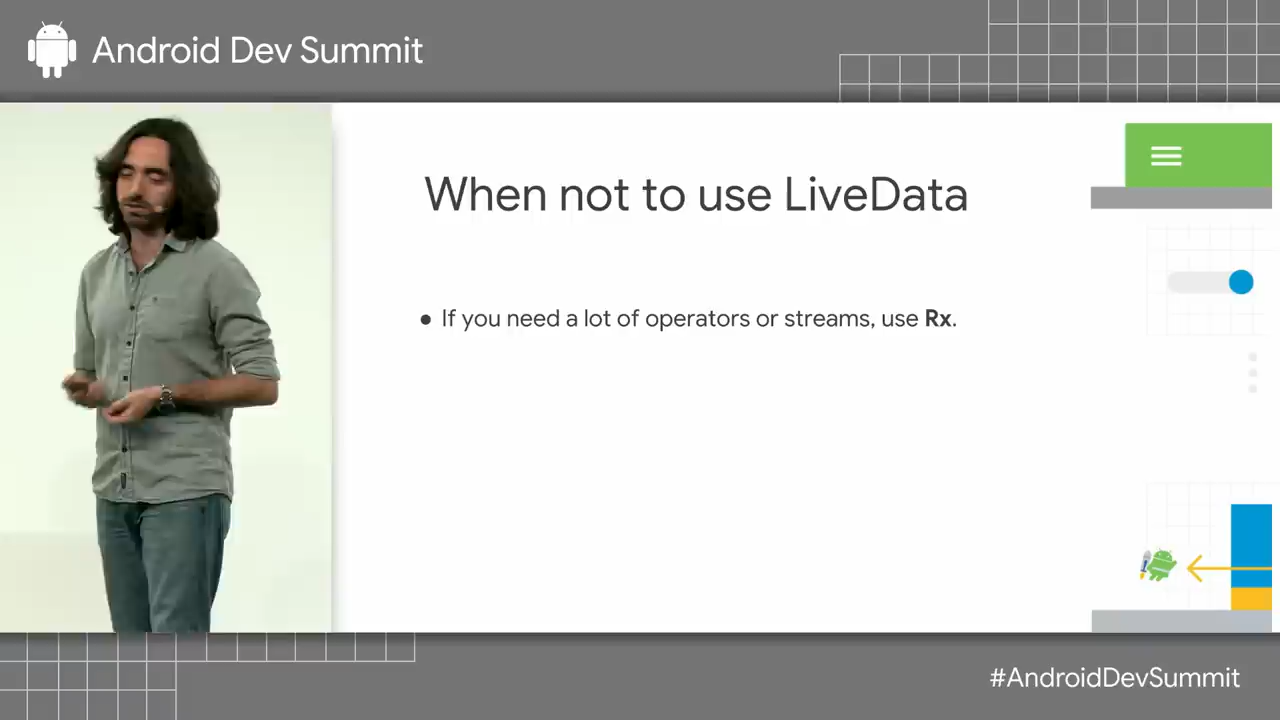 Android Dev Summit
When not to use LiveData
● If you need a lot of operators or streams, use Rx.
#AndroidDevSummit